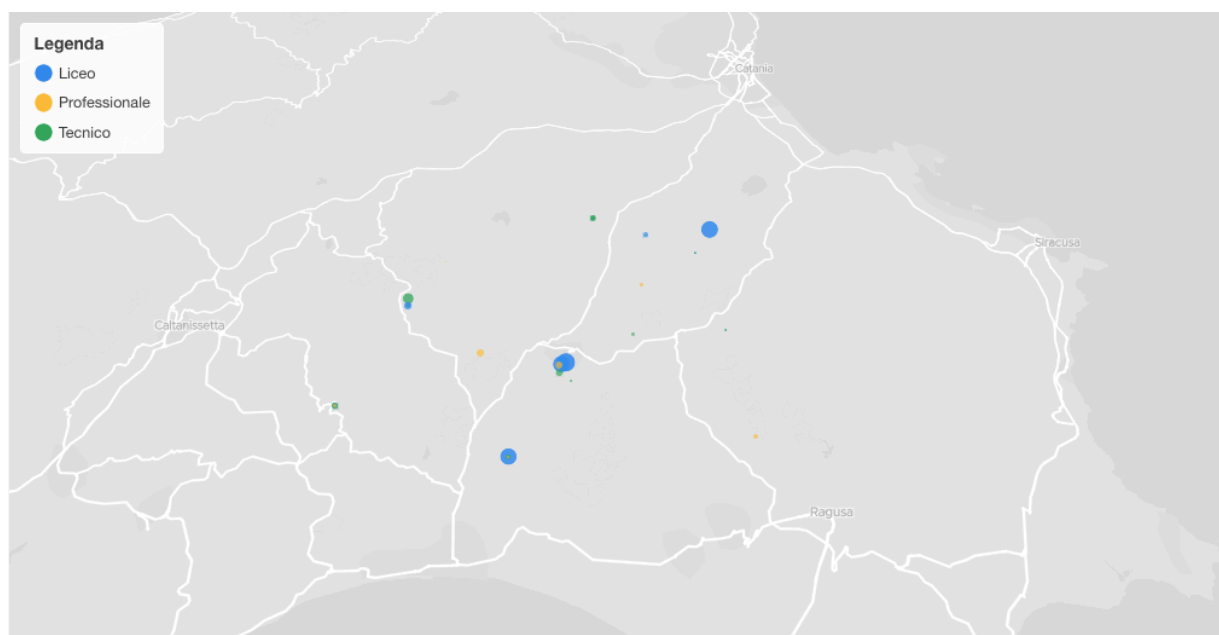 Legenda
Liceo
Professionale
Tecnico
Catania
Siracusa
Caltanissetta
Ragusa